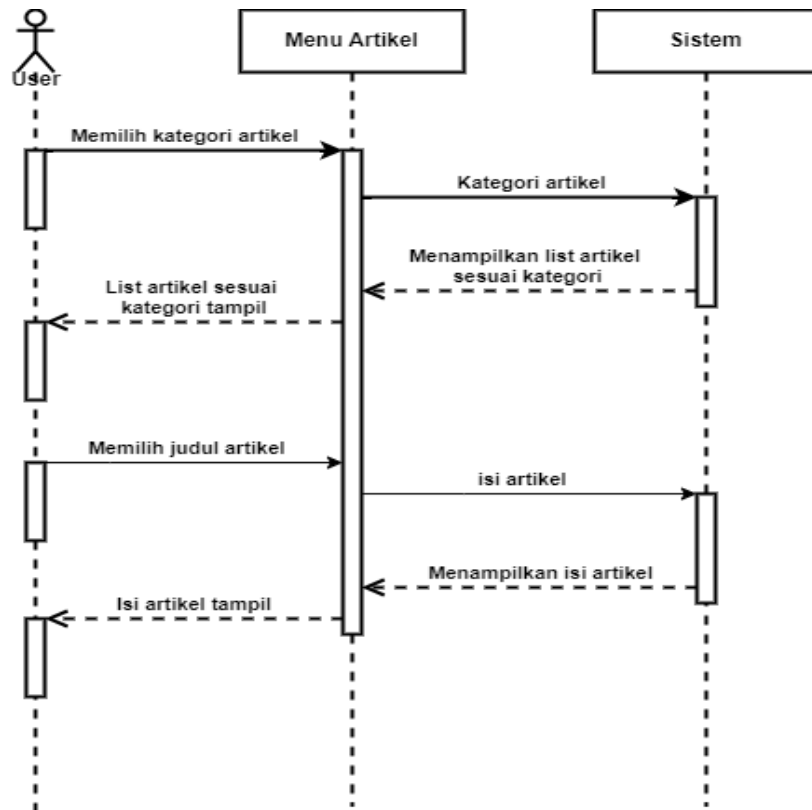 User
Menu Artikel
Sistem
Memilih kategori artikel
Kategori artikel
Menampilkan list artikel
sesuai kategori
List artikel sesuai
kategori tampil
Memilih judul artikel
isi artikel
Menampilkan isi artikel
Isi artikel tampil